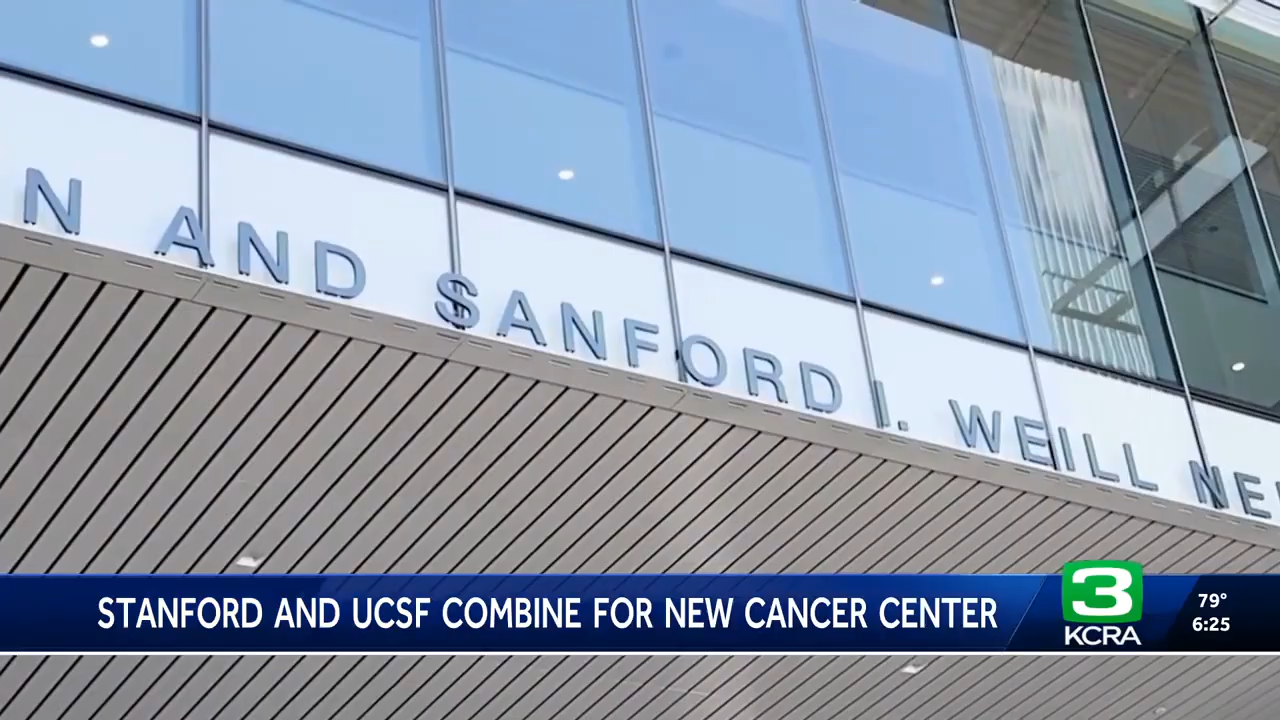 N AND SANFORD I. WEILL NE
STANFORD AND UCSF COMBINE FOR NEW CANCER CENTER
3
KCRA
79°
6:25